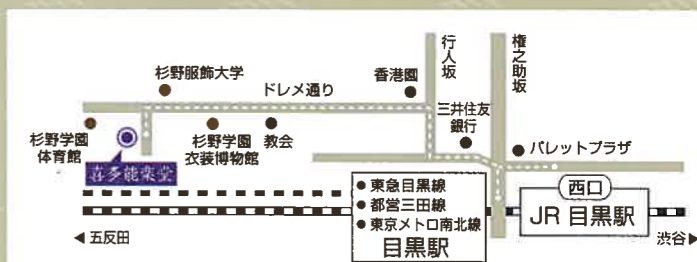 行人坂
権之助坂
杉野服飾大学
ドレメ通り
香港園
三井住友
銀行
杉野学園
体育館
杉野学園
衣装博物館
教会
パレットプラザ
喜多能楽堂
●東急目黒線
●都営三田線
●東京メトロ南北線
目黒駅
西口
JR 目黒駅
◀五反田
渋谷▶